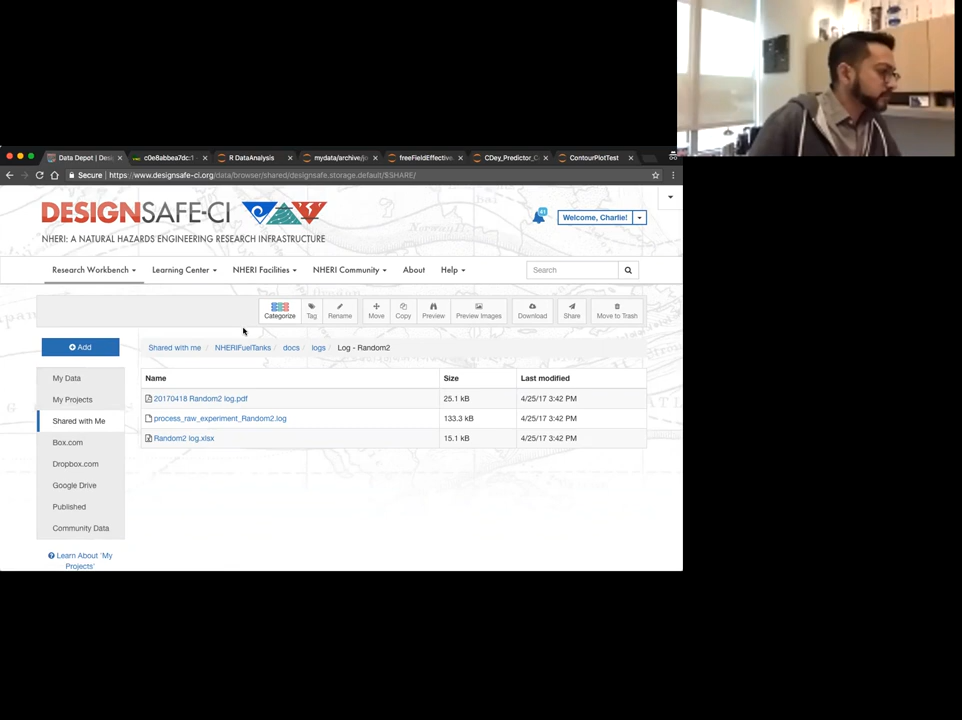 Data Depot | Desi
c0e8abbea7dc:1
R DataAnalysis
mydata/archive/jo
freeFieldEffective
CDey_Predictor_C
ContourPlotTest
Secure | https://www.designsafe-ci.org/data/browser/shared/designsafe.storage.default/$SHARE/
DESIGNSAFE-CI
NHERI: A NATURAL HAZARDS ENGINEERING RESEARCH INFRASTRUCTURE
Welcome, Charlie!
Research Workbench
Learning Center
NHERI Facilities
NHERI Community
About
Help
Search
Categorize
Tag
Rename
Move
Copy
Preview
Preview Images
Download
Share
Move to Trash
Add
Shared with me / NHERIFuelTanks / docs / logs / Log - Random2
Name Size Last modified
20170418 Random2 log.pdf 25.1 kB 4/25/17 3:42 PM
process_raw_experiment_Random2.log 133.3 kB 4/25/17 3:42 PM
Random2 log.xlsx 15.1 kB 4/25/17 3:42 PM
My Data
My Projects
Shared with Me
Box.com
Dropbox.com
Google Drive
Published
Community Data
Learn About 'My
Projects'